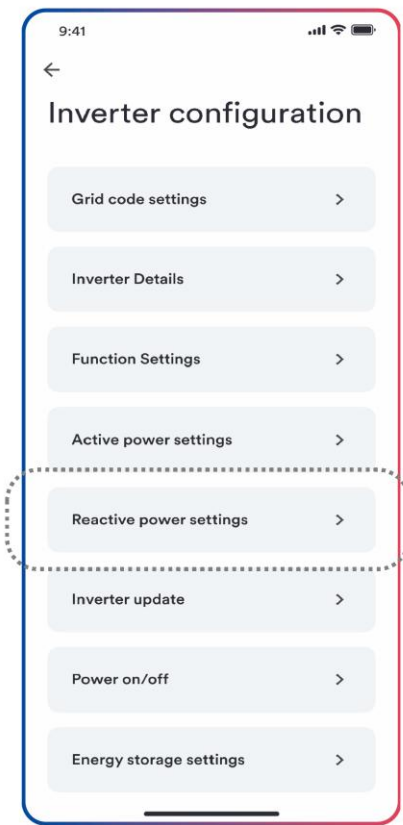 9:41
Inverter configuration
Grid code settings
Inverter Details
Function Settings
Active power settings
Reactive power settings
Inverter update
Power on/off
Energy storage settings